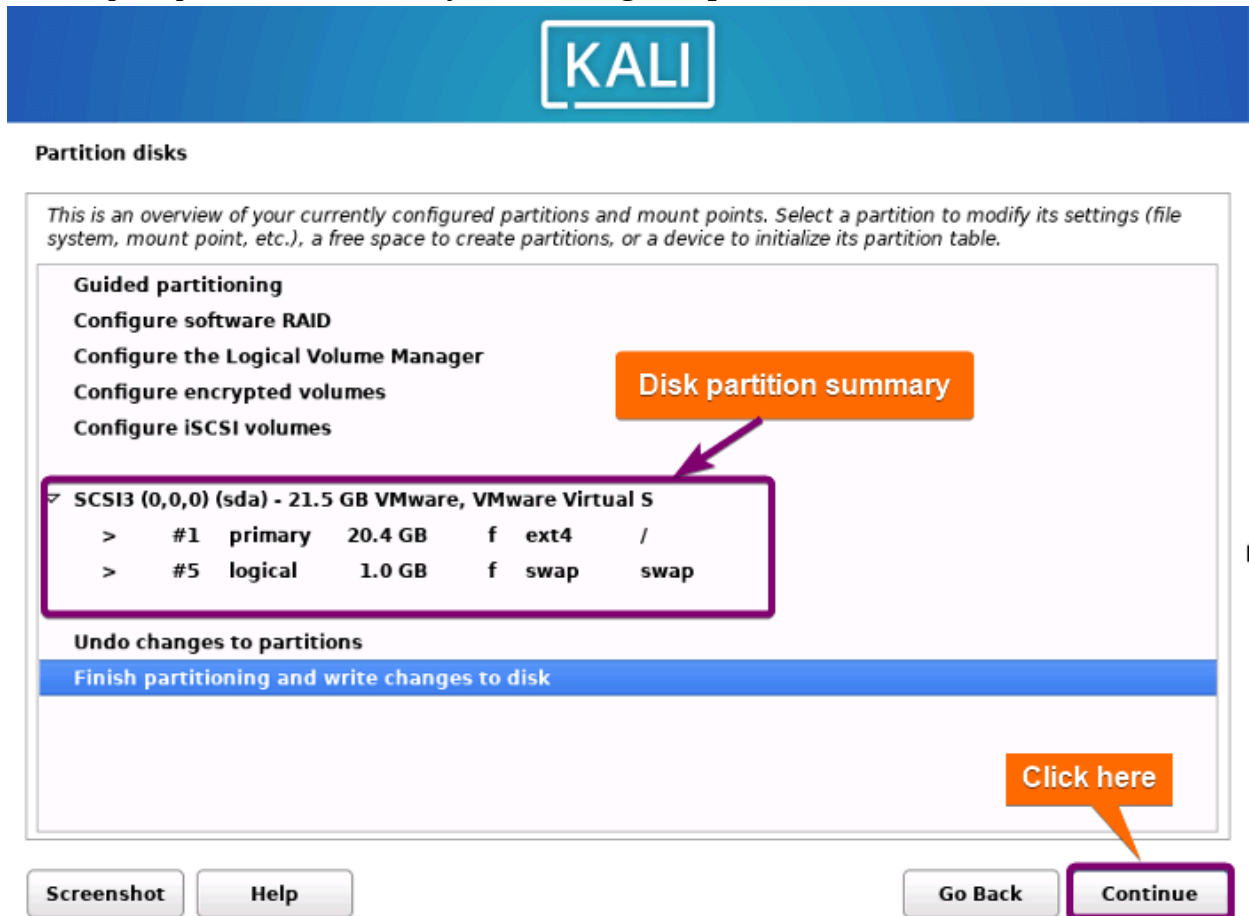 KALI
Partition disks
This is an overview of your currently configured partitions and mount points. Select a partition to modify its settings (file
system, mount point, etc.), a free space to create partitions, or a device to initialize its partition table.
Guided partitioning
Configure software RAID
Configure the Logical Volume Manager
Configure encrypted volumes
Configure iSCSI volumes
Disk partition summary
SCSI3 (0,0,0) (sda) - 21.5 GB VMware, VMware Virtual S
> #1 primary 20.4 GB f ext4 /
> #5 logical 1.0 GB f swap swap
Undo changes to partitions
Finish partitioning and write changes to disk
Click here
Screenshot Help Go Back Continue